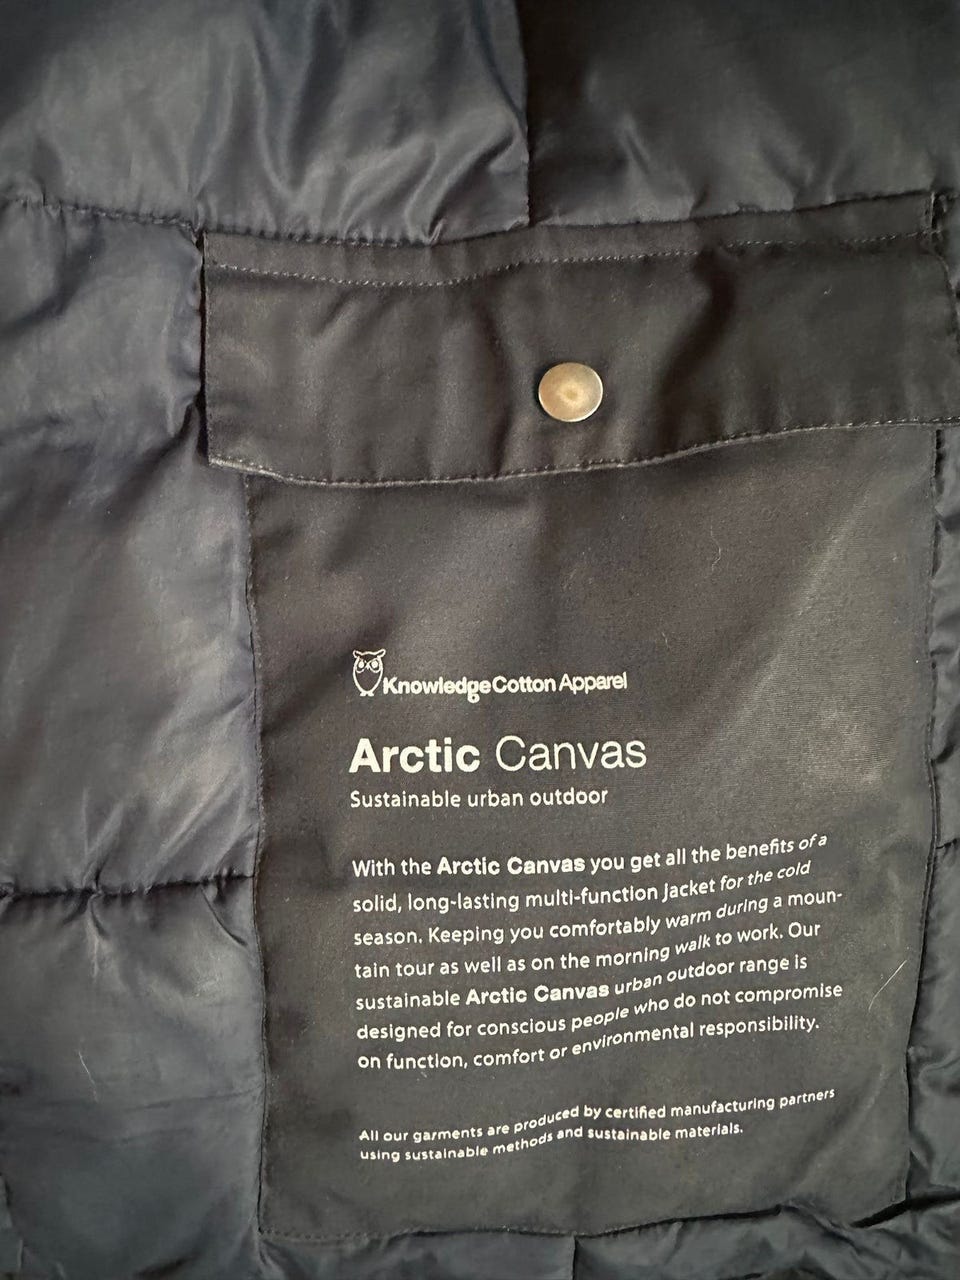 KnowledgeCotton Apparel
Arctic Canvas
Sustainable urban outdoor
With the Arctic Canvas you get all the benefits of a
solid, long-lasting multi-function jacket for the cold
season. Keeping you comfortably warm during a moun-
tain tour as well as on the morning walk to work. Our
sustainable Arctic Canvas urban outdoor range is
designed for conscious people who do not compromise
on function, comfort or environmental responsibility.
All our garments are produced by certified manufacturing partners
using sustainable methods and sustainable materials.